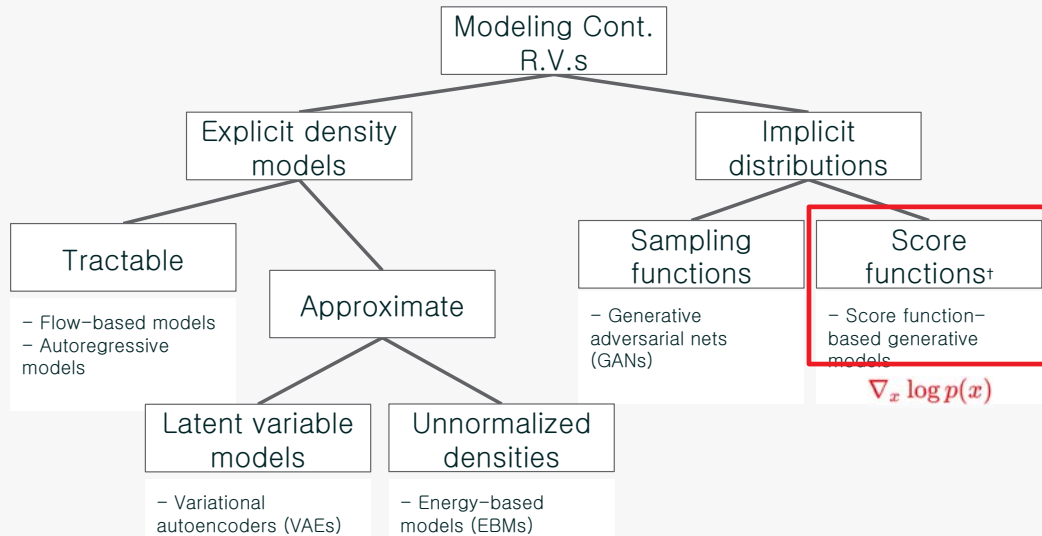 Modeling Cont.
R.V.s
Explicit density
models
Implicit
distributions
Tractable
– Flow-based models
– Autoregressive
models
Approximate
Sampling
functions
– Generative
adversarial nets
(GANs)
Score
functions†
– Score function-
based generative
models
∇ₓ log p(x)
Latent variable
models
– Variational
autoencoders (VAEs)
Unnormalized
densities
– Energy-based
models (EBMs)